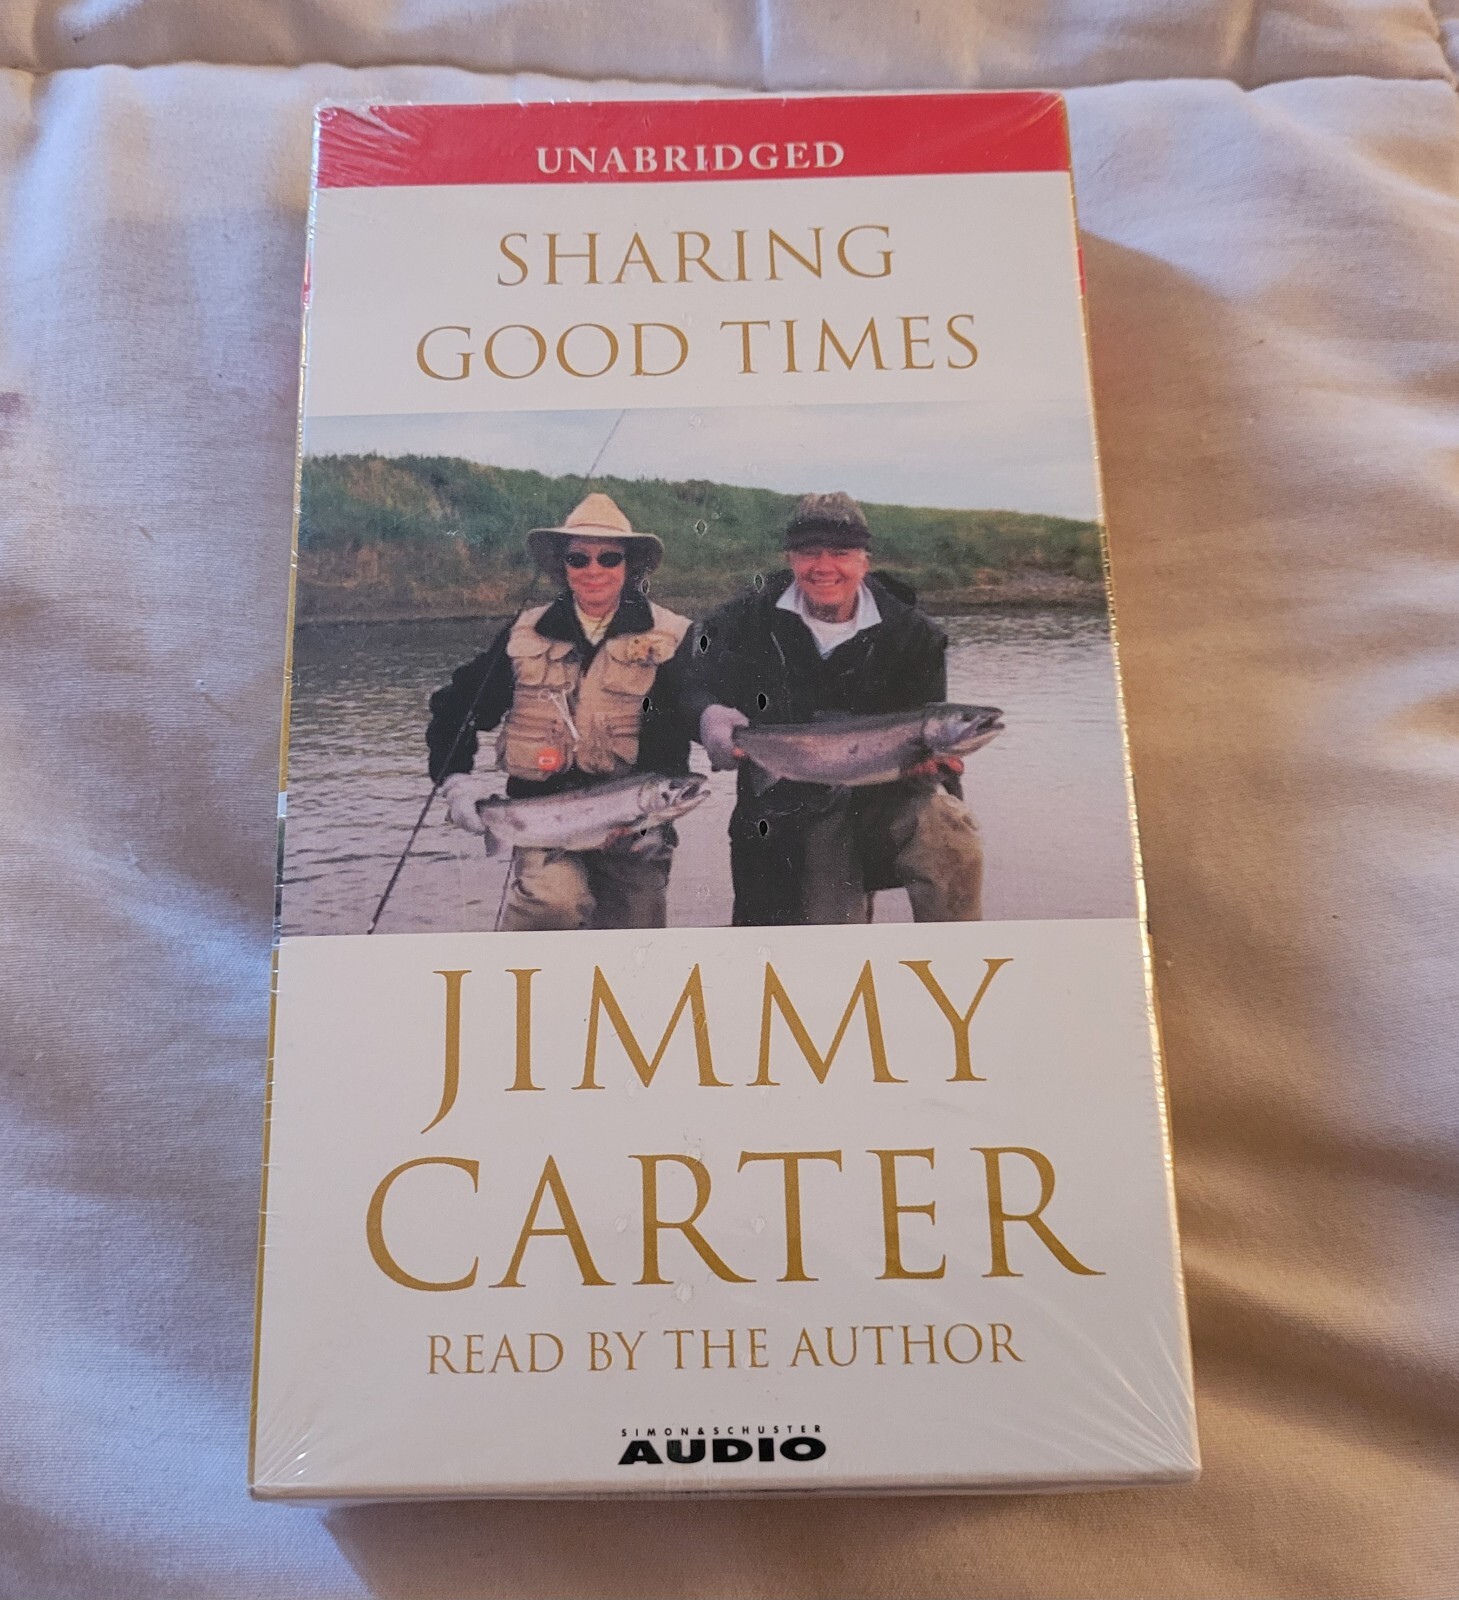 UNABRIDGED
SHARING
GOOD TIMES
JIMMY
CARTER
READ BY THE AUTHOR
SIMON & SCHUSTER
AUDIO